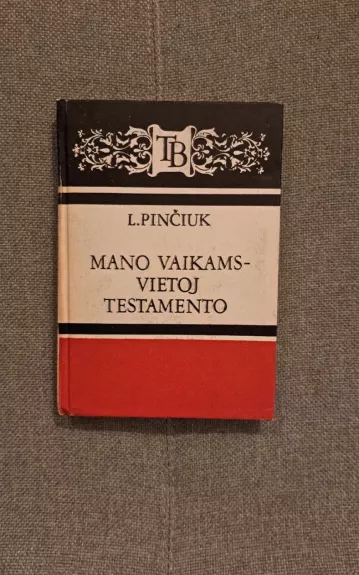 TB
L.PINČIUK
MANO VAIKAMS-
VIETOJ
TESTAMENTO